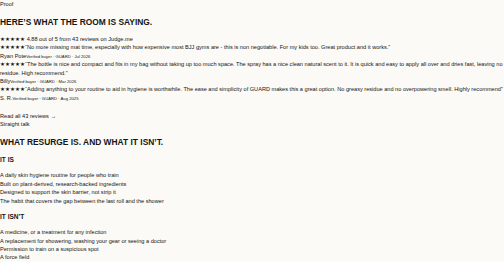 Proof
HERE'S WHAT THE ROOM IS SAYING.
★★★★★ 4.88 out of 5 from 43 reviews on Judge.me
★★★★★"No more missing mat time, especially with how expensive most BJJ gyms are - this is non negotiable. For my kids too. Great product and it works."
Ryan PoteVerified buyer · GUARD · Jul 2026
★★★★★"The bottle is nice and compact and fits in my bag without taking up too much space. The spray has a nice clean natural scent to it. It is quick and easy to apply all over and dries fast, leaving no
residue. High recommend."
BillyVerified buyer · GUARD · Mar 2026
★★★★★"Adding anything to your routine to aid in hygiene is worthwhile. The ease and simplicity of GUARD makes this a great option. No greasy residue and no overpowering smell. Highly recommend"
S. R.Verified buyer · GUARD · Aug 2025
Read all 43 reviews →
Straight talk
WHAT RESURGE IS. AND WHAT IT ISN'T.
IT IS
A daily skin hygiene routine for people who train
Built on plant-derived, research-backed ingredients
Designed to support the skin barrier, not strip it
The habit that covers the gap between the last roll and the shower
IT ISN'T
A medicine, or a treatment for any infection
A replacement for showering, washing your gear or seeing a doctor
Permission to train on a suspicious spot
A force field